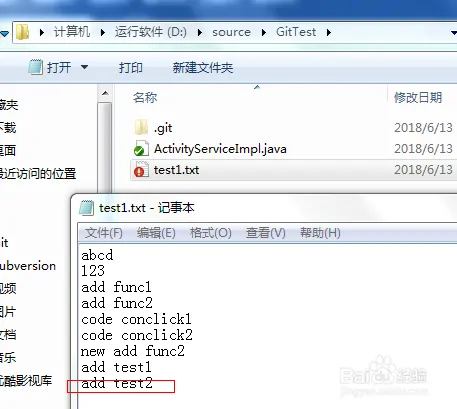 计算机 运行软件 (D:) source GitTest
打开 打印 新建文件夹
名称 修改日期
藏夹
下载 .git 2018/6/13
桌面 ActivityServiceImpl.java 2018/6/13
最近访问的位置 test1.txt 2018/6/13
test1.txt - 记事本
文件(F) 编辑(E) 格式(O) 查看(V) 帮助(H)
it
ubversion
视频
图片
文档
音乐
优酷影视库
abcd
123
add func1
add func2
code conclick1
code conclick2
new add func2
add test1
add test2
Baidu 经验